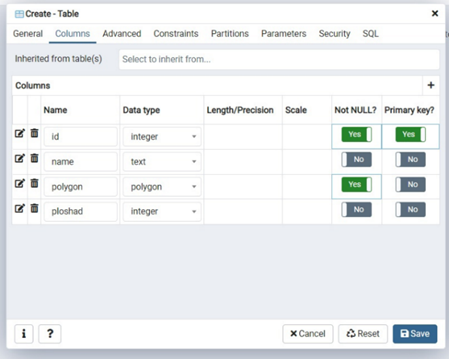 Create - Table
General Columns Advanced Constraints Partitions Parameters Security SQL
Inherited from table(s) Select to inherit from...
Columns
Name Data type Length/Precision Scale Not NULL? Primary key?
id integer Yes Yes
name text No No
polygon polygon Yes No
ploshad integer No No
i ? Cancel Reset Save